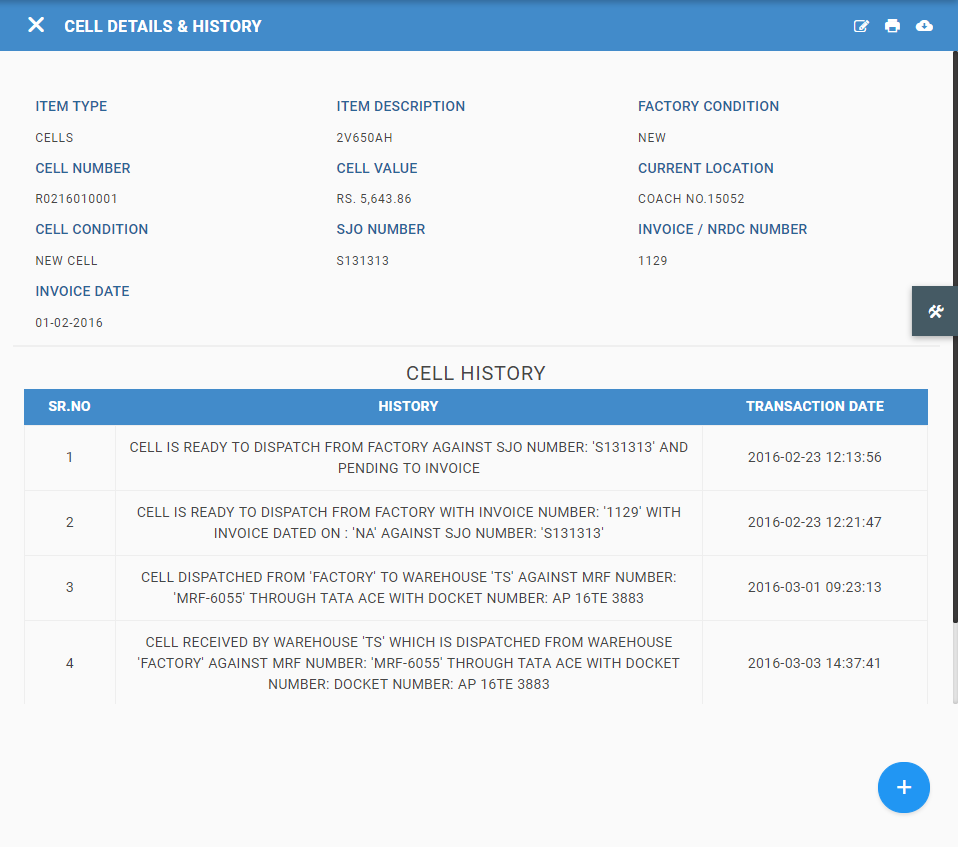 CELL DETAILS & HISTORY
ITEM TYPE
ITEM DESCRIPTION
FACTORY CONDITION
CELLS
2V650AH
NEW
CELL NUMBER
CELL VALUE
CURRENT LOCATION
R0216010001
RS. 5,643.86
COACH NO.15052
CELL CONDITION
SJO NUMBER
INVOICE / NRDC NUMBER
NEW CELL
S131313
1129
INVOICE DATE
01-02-2016
CELL HISTORY
SR.NO
HISTORY
TRANSACTION DATE
1
CELL IS READY TO DISPATCH FROM FACTORY AGAINST SJO NUMBER: 'S131313' AND
PENDING TO INVOICE
2016-02-23 12:13:56
2
CELL IS READY TO DISPATCH FROM FACTORY WITH INVOICE NUMBER: '1129' WITH
INVOICE DATED ON : 'NA' AGAINST SJO NUMBER: 'S131313'
2016-02-23 12:21:47
3
CELL DISPATCHED FROM 'FACTORY' TO WAREHOUSE 'TS' AGAINST MRF NUMBER:
'MRF-6055' THROUGH TATA ACE WITH DOCKET NUMBER: AP 16TE 3883
2016-03-01 09:23:13
4
CELL RECEIVED BY WAREHOUSE 'TS' WHICH IS DISPATCHED FROM WAREHOUSE
'FACTORY' AGAINST MRF NUMBER: 'MRF-6055' THROUGH TATA ACE WITH DOCKET
NUMBER: DOCKET NUMBER: AP 16TE 3883
2016-03-03 14:37:41